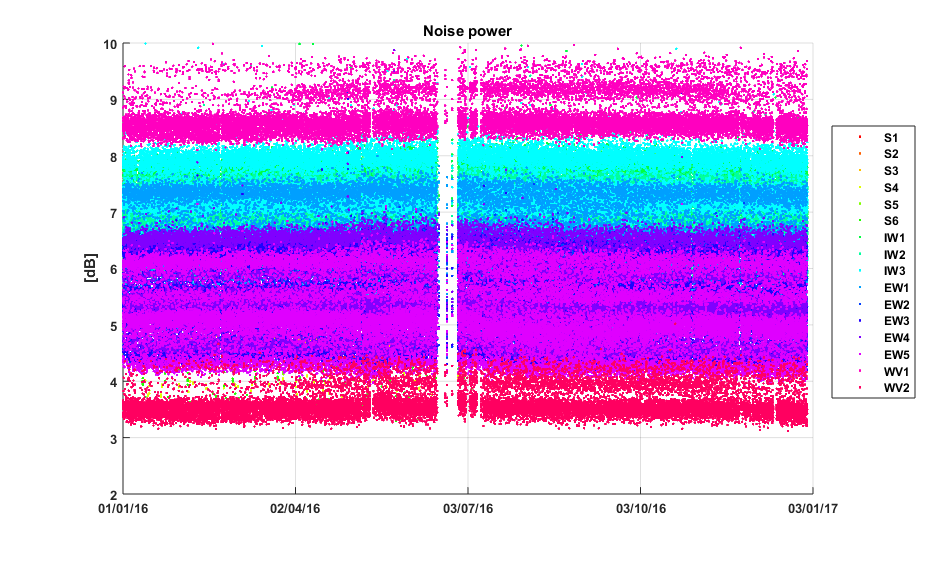 Noise power
10
9
8
7
6
5
4
3
2
[dB]
01/01/16
02/04/16
03/07/16
03/10/16
03/01/17
S1
S2
S3
S4
S5
S6
IW1
IW2
IW3
EW1
EW2
EW3
EW4
EW5
WV1
WV2